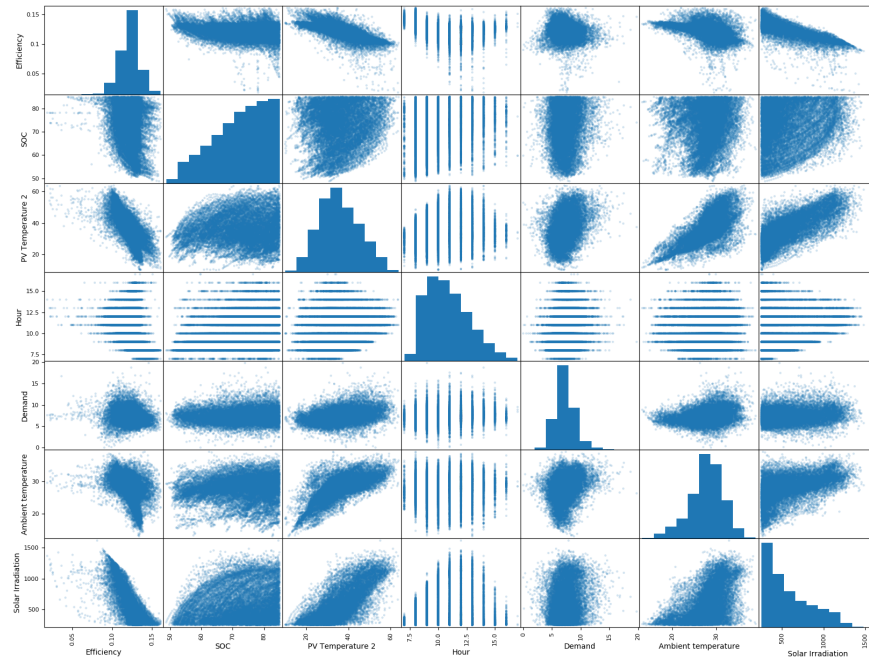 0.15
0.10
0.05
Efficiency
80
70
60
50
SOC
60
40
20
PV Temperature 2
15.0
12.5
10.0
7.5
Hour
20
15
10
5
0
Demand
30
20
Ambient temperature
1500
1000
500
Solar Irradiation
0.05 0.10 0.15 50 60 70 80 20 40 60 7.5 10.0 12.5 15.0 0 5 10 15 20 20 30 500 1000 1500
Efficiency SOC PV Temperature 2 Hour Demand Ambient temperature Solar Irradiation